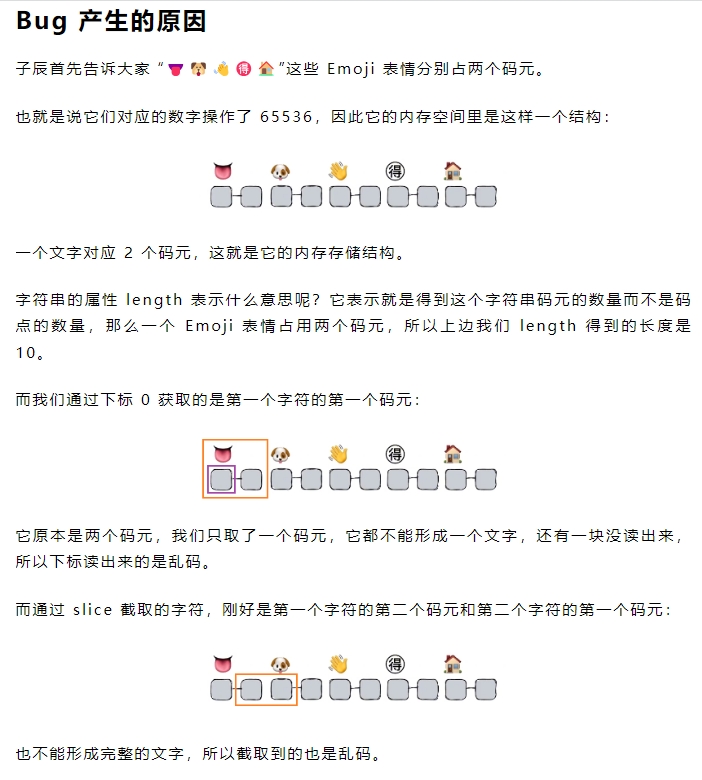 Bug 产生的原因
子辰首先告诉大家 “👅 🐶 👋 🉐 🏠”这些 Emoji 表情分别占两个码元。
也就是说它们对应的数字操作了 65536，因此它的内存空间里是这样一个结构：
👅 🐶 👋 🉐 🏠
一个文字对应 2 个码元，这就是它的内存存储结构。
字符串的属性 length 表示什么意思呢？它表示就是得到这个字符串码元的数量而不是码
点的数量，那么一个 Emoji 表情占用两个码元，所以上边我们 length 得到的长度是
10。
而我们通过下标 0 获取的是第一个字符的第一个码元：
👅 🐶 👋 🉐 🏠
它原本是两个码元，我们只取了一个码元，它都不能形成一个文字，还有一块没读出来，
所以下标读出来的是乱码。
而通过 slice 截取的字符，刚好是第一个字符的第二个码元和第二个字符的第一个码元：
👅 🐶 👋 🉐 🏠
也不能形成完整的文字，所以截取到的也是乱码。